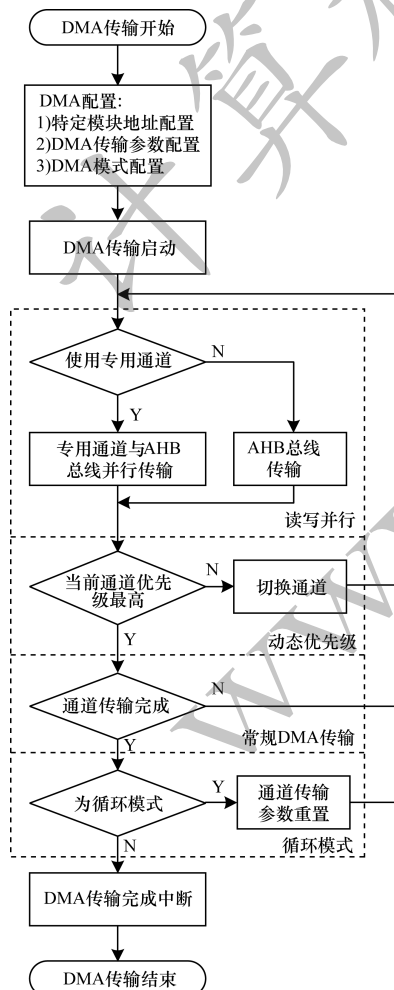 DMA传输开始
DMA配置:
1)特定模块地址配置
2)DMA传输参数配置
3)DMA模式配置
DMA传输启动
使用专用通道
N
Y
专用通道与AHB
总线并行传输
AHB总线
传输
读写并行
当前通道优先
级最高
N
切换通道
Y
动态优先级
通道传输完成
N
常规DMA传输
Y
为循环模式
Y
通道传输
参数重置
循环模式
N
DMA传输完成中断
DMA传输结束
计算